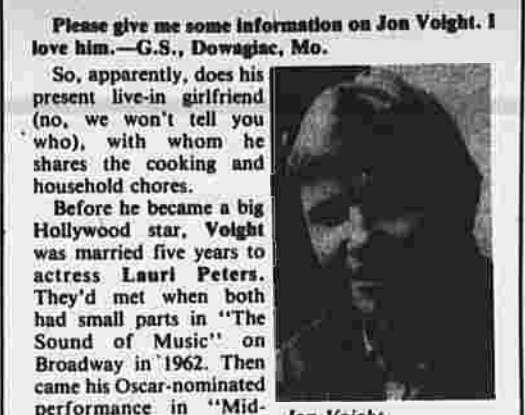 Please give me some information on Jon Voight. I
love him.—G.S., Dowagiac, Mo.
So, apparently, does his
present live-in girlfriend
(no, we won't tell you
who), with whom he
shares the cooking and
household chores.
Before he became a big
Hollywood star, Voight
was married five years to
actress Lauri Peters.
They'd met when both
had small parts in "The
Sound of Music" on
Broadway in 1962. Then
came his Oscar-nominated
performance in "Mid-
Jon Voight